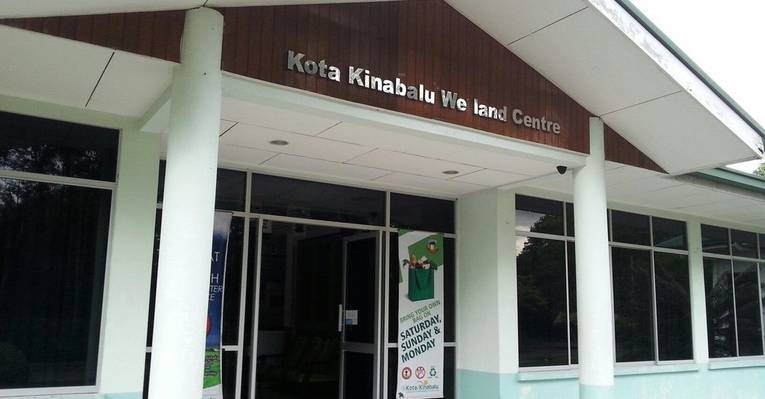 Kota Kinabalu We land Centre
BRING YOUR OWN
BAG ON
SATURDAY,
SUNDAY &
MONDAY
Kota Kinabalu